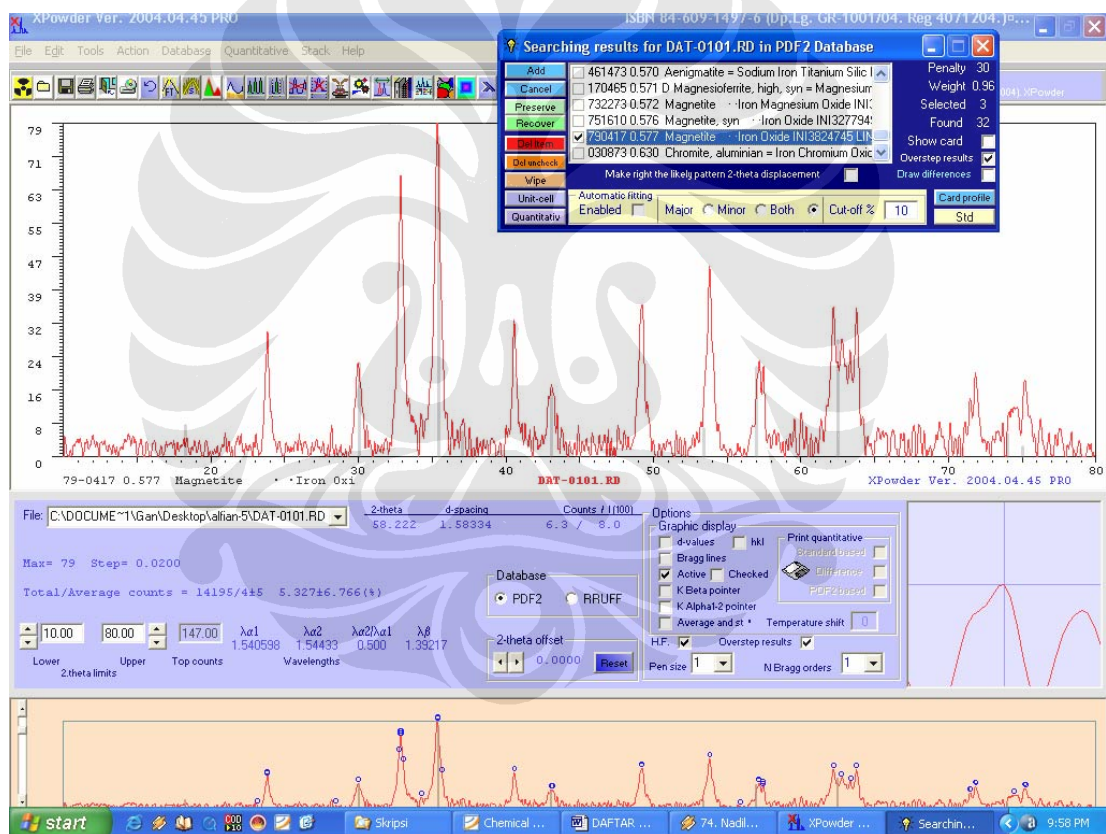 XPowder Ver. 2004.04.45 PRO
ISBN 84-609-1497-6 (Dp.Lg. GR-1001/04. Reg 4071204.)
File Edit Tools Action Database Quantitative Stack Help
Searching results for DAT-0101.RD in PDF2 Database
Add
Cancel
Preserve
Recover
Del Item
Del uncheck
Wipe
Unit-cell
Quantitativ
461473 0.570 Aenigmatite = Sodium Iron Titanium Silic
170465 0.571 D Magnesioferrite, high, syn = Magnesium
732273 0.572 Magnetite Iron Magnesium Oxide
751610 0.576 Magnetite, syn Iron Oxide
790417 0.577 Magnetite Iron Oxide
030873 0.630 Chromite, aluminian = Iron Chromium Oxi
Penalty 30
Weight 0.96
Selected 3
Found 32
Show card
Overstep results
Draw differences
004).XPowder
Make right the likely pattern 2-theta displacement
Automatic fitting
Enabled Major Minor Both Cut-off % 10
Card profile
Std
79
71
63
55
47
39
32
24
16
8
0
20 30 40 50 60 70 80
79-0417 0.577 Magnetite · ·Iron Oxi
DAT-0101.RD
XPowder Ver. 2004.04.45 PRO
File: C:\DOCUME~1\Gan\Desktop\alfian-5\DAT-0101.RD
2-theta d-spacing Counts / I(100)
58.222 1.58334 6.3 / 8.0
Max= 79 Step= 0.0200
Total/Average counts = 14195/4±5 5.327±6.766(%)
10.00 80.00 147.00
Lower Upper Top counts
2.theta limits
λα1 λα2 λα2/λα1 λβ
1.540598 1.54433 0.500 1.39217
Wavelengths
Database
PDF2 RRUFF
2-theta offset
0.0000 Reset
Options
Graphic display
d-values hkl
Bragg lines
Active Checked
K Beta pointer
K Alpha1-2 pointer
Average and st *
Print quantitative
Standard based
Difference
PDF2 based
Temperature shift 0
H.F. Overstep results
Pen size 1 N Bragg orders 1
start
Skripsi
Chemical ...
DAFTAR ...
74. Nadil...
XPowder ...
Searchin...
9:58 PM